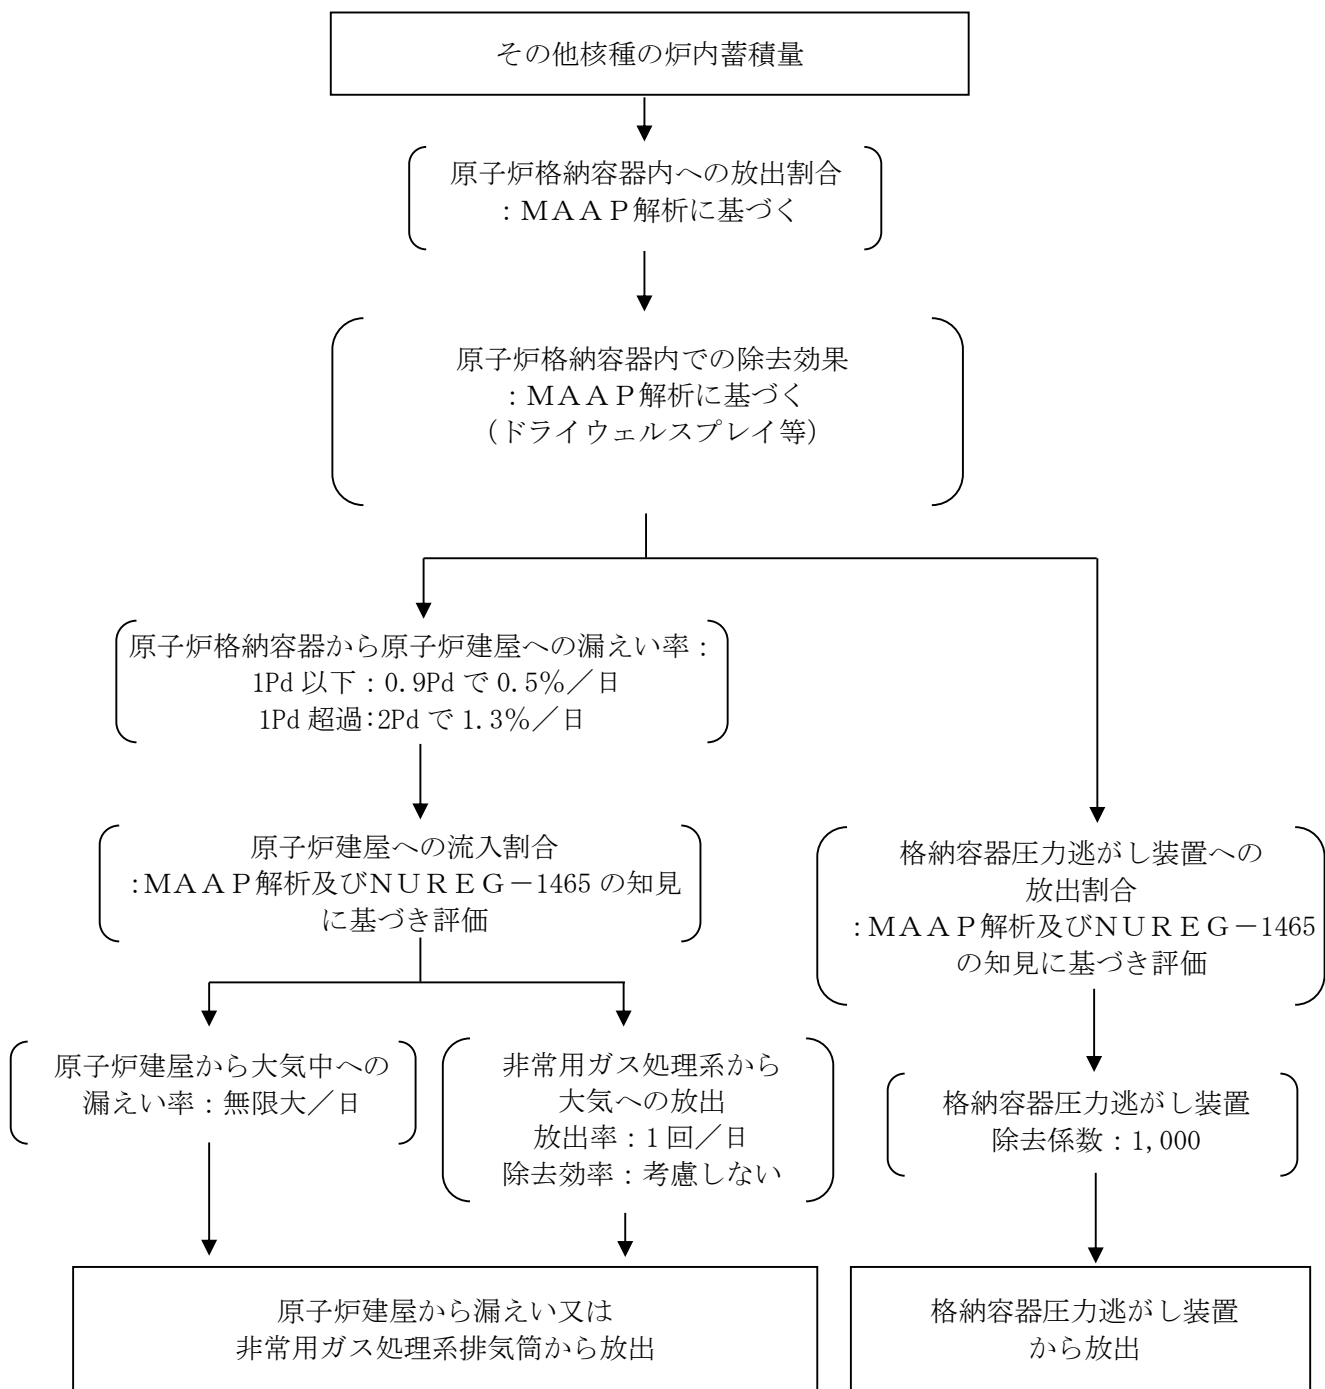 その他核種の炉内蓄積量
原子炉格納容器内への放出割合
：ＭＡＡＰ解析に基づく
原子炉格納容器内での除去効果
：ＭＡＡＰ解析に基づく
（ドライウェルスプレイ等）
原子炉格納容器から原子炉建屋への漏えい率：
1Pd 以下：0.9Pd で 0.5％／日
1Pd 超過：2Pd で 1.3％／日
原子炉建屋への流入割合
：ＭＡＡＰ解析及びＮＵＲＥＧ－1465 の知見
に基づき評価
格納容器圧力逃がし装置への
放出割合
：ＭＡＡＰ解析及びＮＵＲＥＧ－1465
の知見に基づき評価
原子炉建屋から大気中への
漏えい率：無限大／日
非常用ガス処理系から
大気への放出
放出率：1 回／日
除去効率：考慮しない
格納容器圧力逃がし装置
除去係数：1,000
原子炉建屋から漏えい又は
非常用ガス処理系排気筒から放出
格納容器圧力逃がし装置
から放出